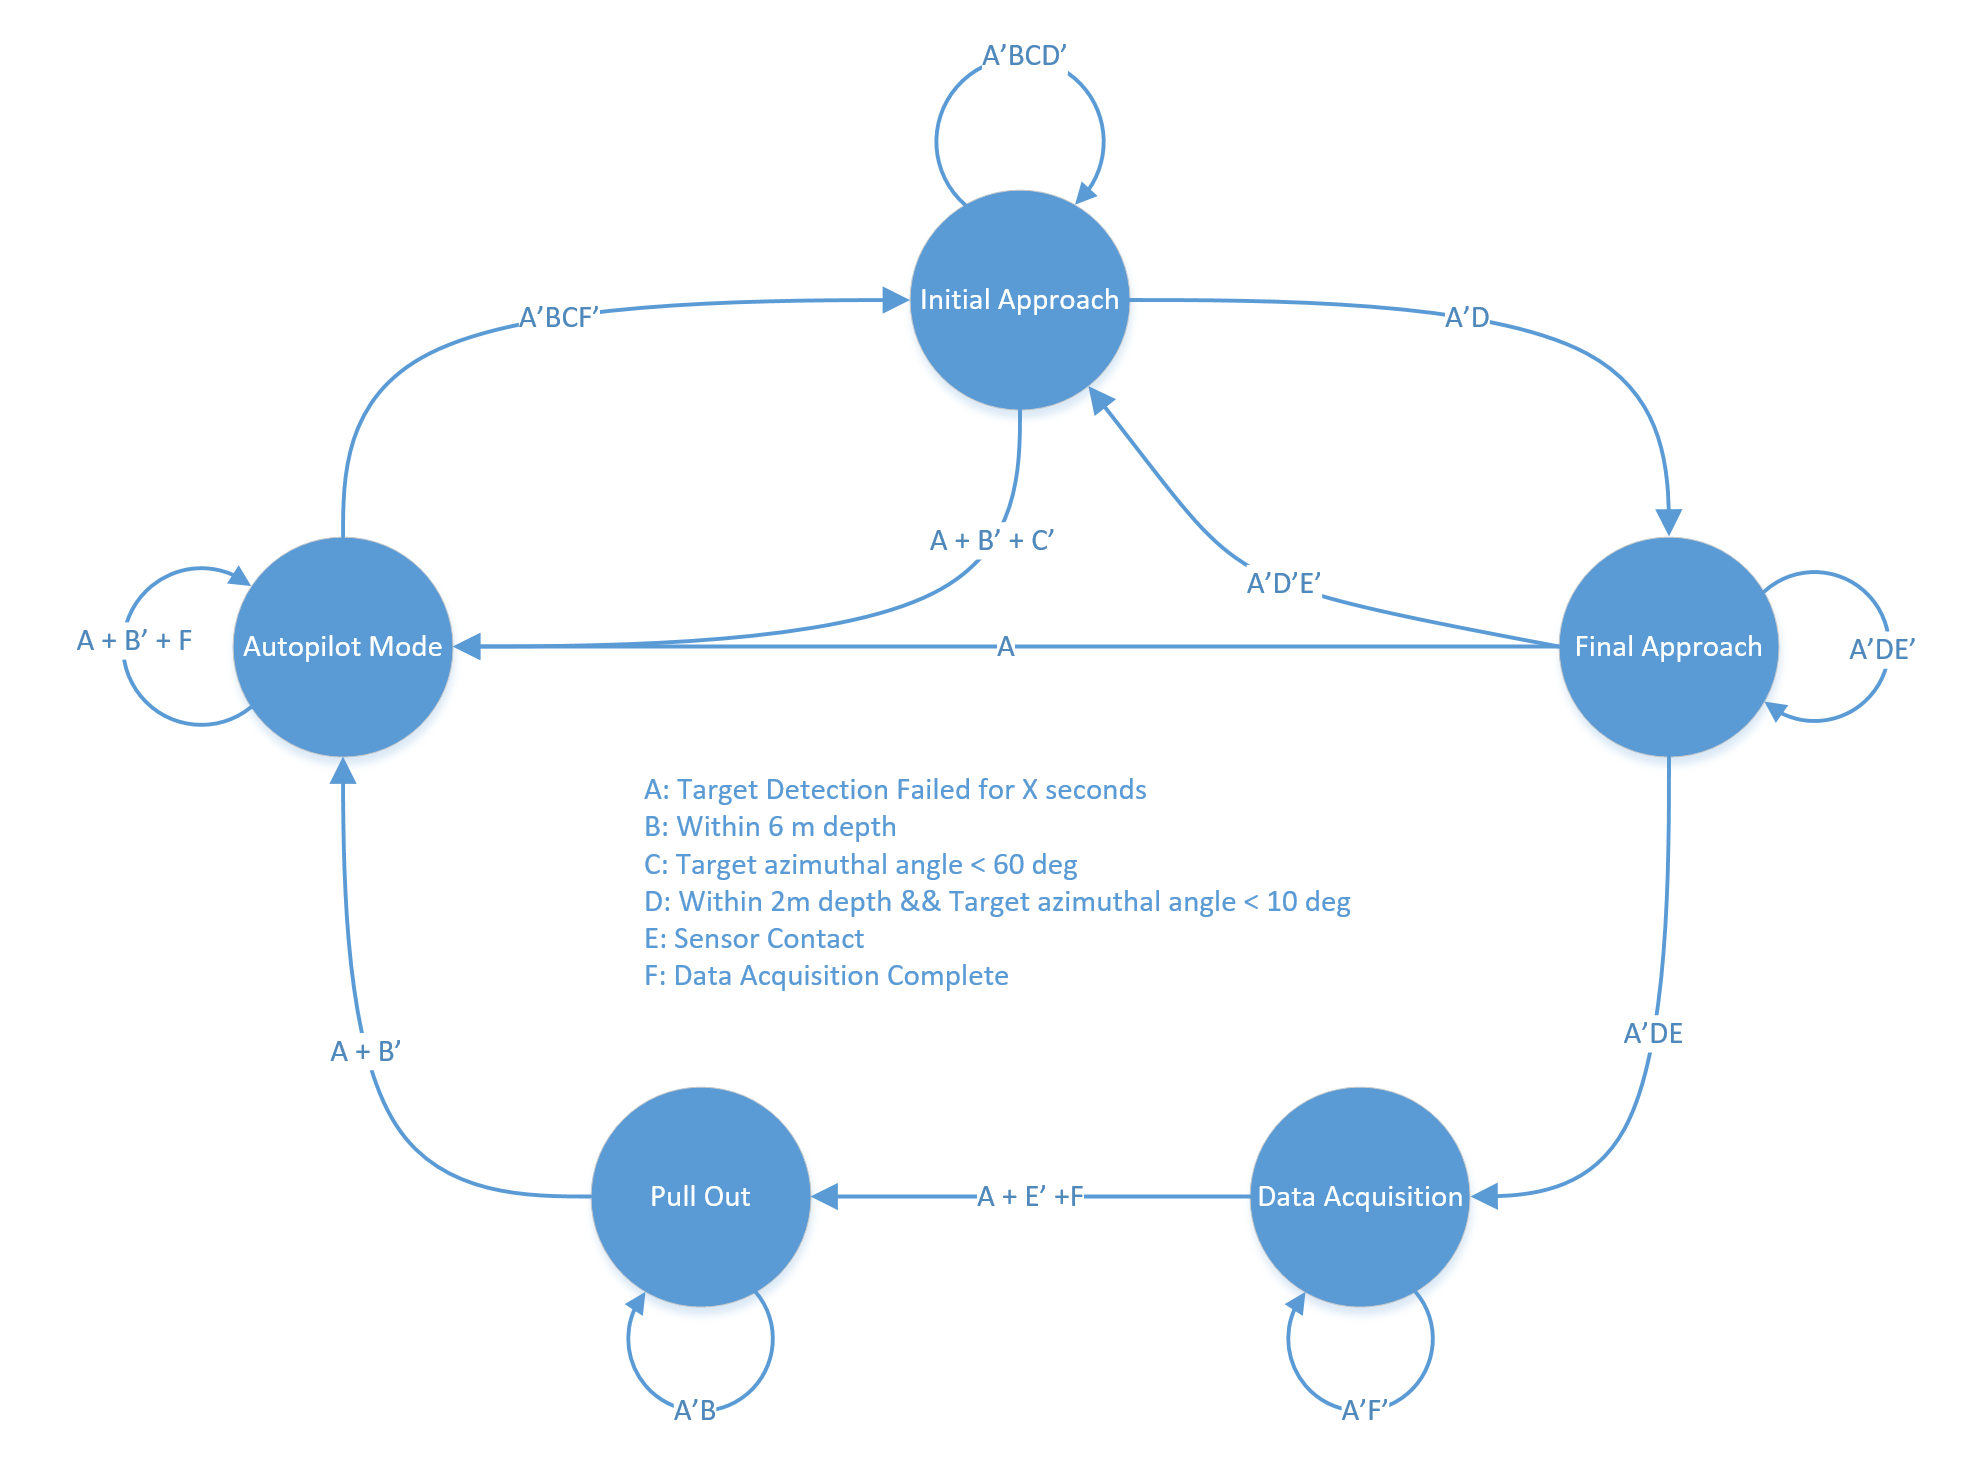 A’BCD’
Initial Approach
A’BCF’
A’D
A + B’ + C’
A’D’E’
A + B’ + F
Autopilot Mode
A
Final Approach
A’DE’
A: Target Detection Failed for X seconds
B: Within 6 m depth
C: Target azimuthal angle < 60 deg
D: Within 2m depth && Target azimuthal angle < 10 deg
E: Sensor Contact
F: Data Acquisition Complete
A’DE
A + B’
Pull Out
A + E’ +F
Data Acquisition
A’B
A’F’